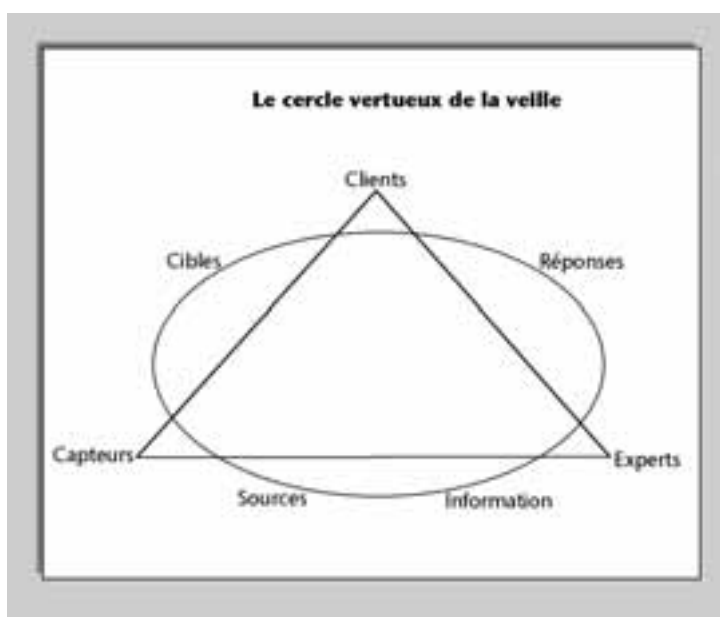 Le cercle vertueux de la veille
Clients
Cibles
Réponses
Capteurs
Experts
Sources
Information